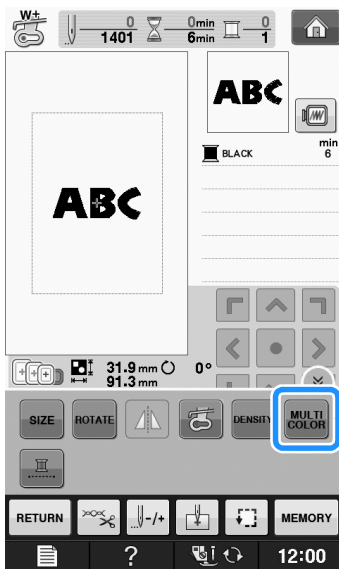 W±
0 0min 0
1401 6min 1
ABC
min
BLACK 6
ABC
31.9 mm 0°
91.3 mm
SIZE ROTATE DENSITY MULTI COLOR
RETURN -/+ MEMORY
? 12:00